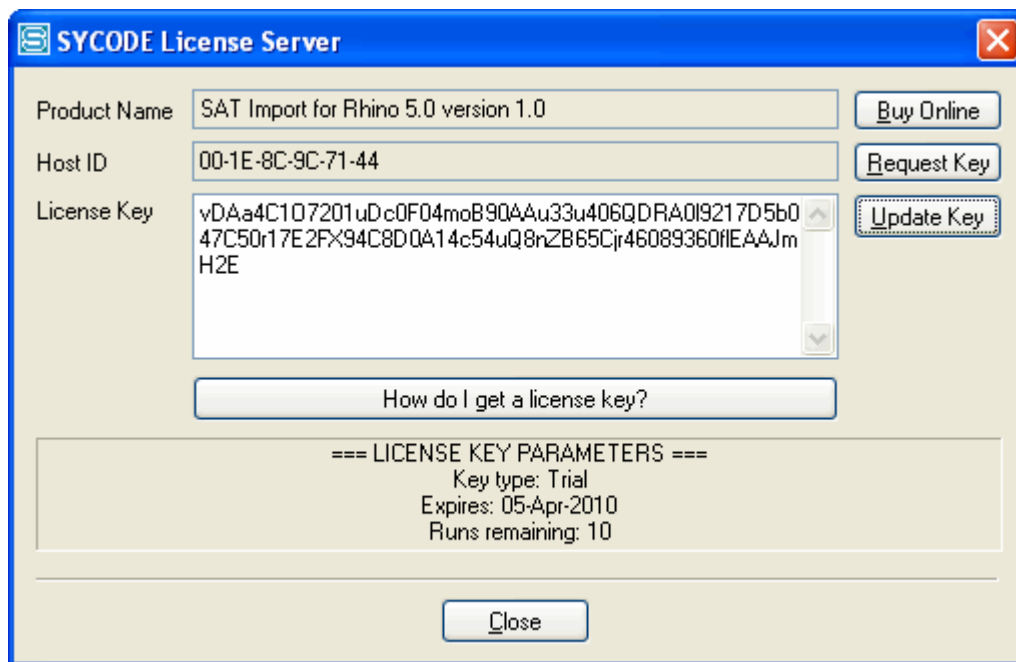 SYCODE License Server
Product Name SAT Import for Rhino 5.0 version 1.0 Buy Online
Host ID 00-1E-8C-9C-71-44 Request Key
License Key vDAa4C1O7201uDc0F04moB90AAu33u406QDRA0I9217D5b0 Update Key
47C50r17E2FX94C8D0A14c54uQ8nZB65Cjr46089360flEAAJm
H2E
How do I get a license key?
=== LICENSE KEY PARAMETERS ===
Key type: Trial
Expires: 05-Apr-2010
Runs remaining: 10
Close